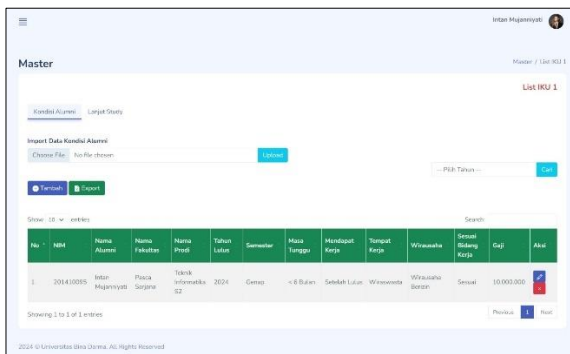 Intan Mujanniyati
Master
Master / List IKU 1
List IKU 1
Kondisi Alumni Lanjut Study
Import Data Kondisi Alumni
Choose File No file chosen Upload
--- Pilih Tahun --- Cari
Tambah Export
Show 10 entries Search:
No NIM Nama Alumni Nama Fakultas Nama Prodi Tahun Lulus Semester Masa Tunggu Mendapat Kerja Tempat Kerja Wirausaha Sesuai Bidang Kerja Gaji Aksi
1 201410085 Intan Mujanniyati Pasca Sarjana Teknik Informatika S2 2024 Genap < 6 Bulan Setelah Lulus Wiraswasta Wirausaha Bensin Sesuai 10.000.000
Showing 1 to 1 of 1 entries
Previous 1 Next
2024 © Universitas Bina Darma. All Rights Reserved